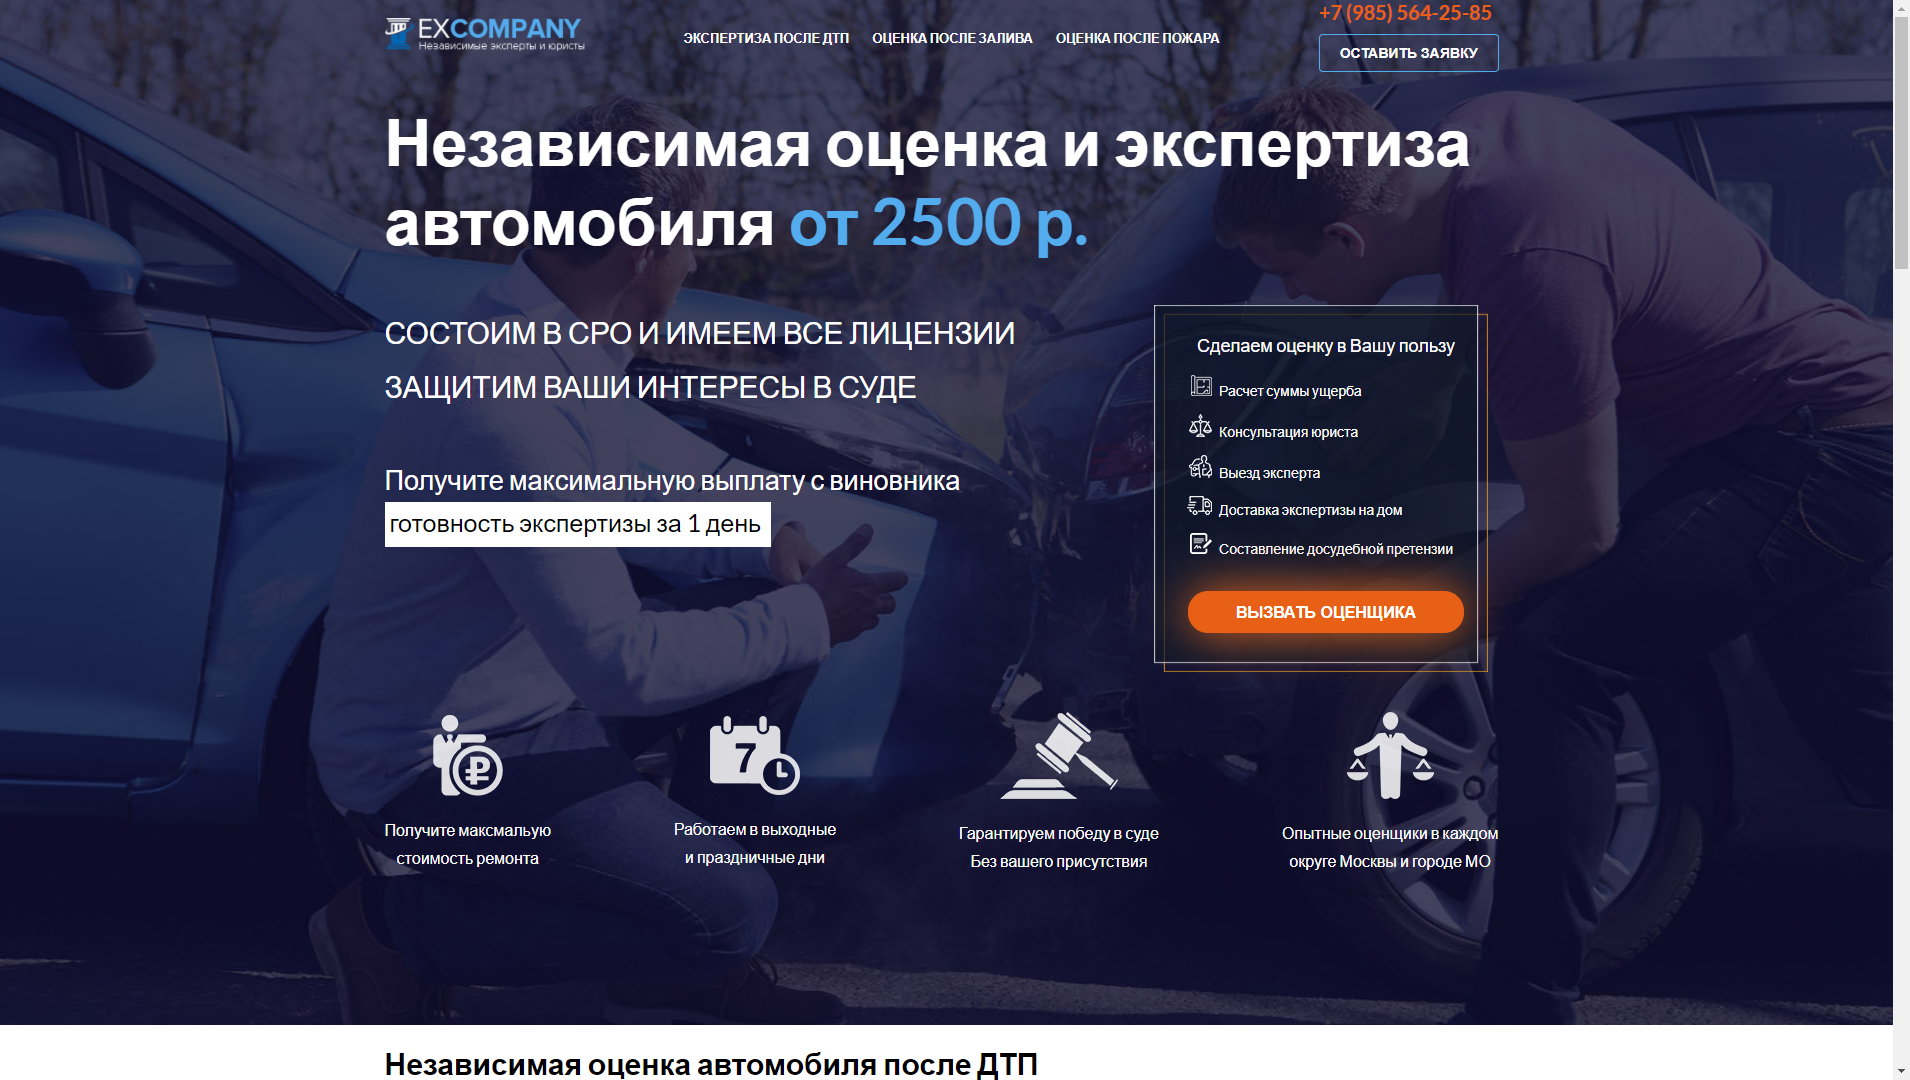 EXCOMPANY
Независимые эксперты и юристы
ЭКСПЕРТИЗА ПОСЛЕ ДТП
ОЦЕНКА ПОСЛЕ ЗАЛИВА
ОЦЕНКА ПОСЛЕ ПОЖАРА
+7 (985) 564-25-85
ОСТАВИТЬ ЗАЯВКУ
Независимая оценка и экспертиза
автомобиля от 2500 р.
СОСТОИМ В СРО И ИМЕЕМ ВСЕ ЛИЦЕНЗИИ
ЗАЩИТИМ ВАШИ ИНТЕРЕСЫ В СУДЕ
Получите максимальную выплату с виновника
готовность экспертизы за 1 день
Сделаем оценку в Вашу пользу
Расчет суммы ущерба
Консультация юриста
Выезд эксперта
Доставка экспертизы на дом
Составление досудебной претензии
ВЫЗВАТЬ ОЦЕНЩИКА
7
Получите максмальую
стоимость ремонта
Работаем в выходные
и праздничные дни
Гарантируем победу в суде
Без вашего присутствия
Опытные оценщики в каждом
округе Москвы и городе МО
Независимая оценка автомобиля после ДТП